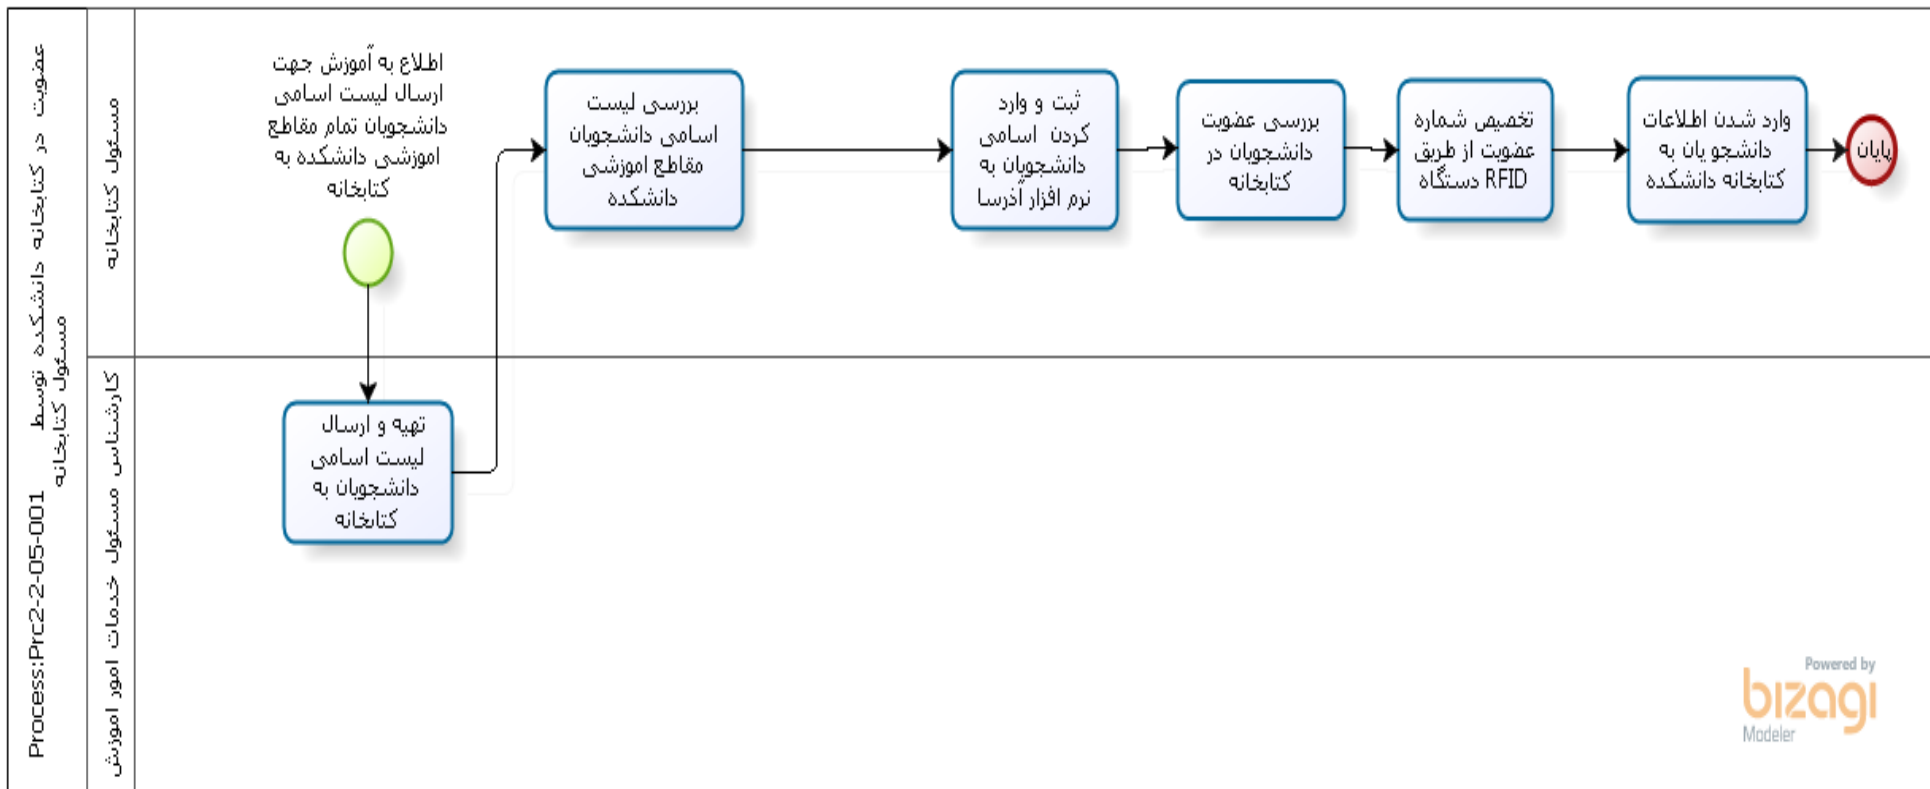 Process:Prc2-2-05-001 عضویت در کتابخانه دانشکده توسط
مسئول کتابخانه
مسئول کتابخانه
کارشناس مسئول خدمات امور اموزش
اطلاع به آموزش جهت
ارسال لیست اسامی
دانشجویان تمام مقاطع
اموزشی دانشکده به
کتابخانه
تهیه و ارسال
لیست اسامی
دانشجویان به
کتابخانه
بررسی لیست
اسامی دانشجویان
مقاطع اموزشی
دانشکده
ثبت و وارد
کردن اسامی
دانشجویان به
نرم افزار آذرسا
بررسی عضویت
دانشجویان در
کتابخانه
تخصیص شماره
عضویت از طریق
دستگاه RFID
وارد شدن اطلاعات
دانشجو یان به
کتابخانه دانشکده
پایان
Powered by
bizagi
Modeler